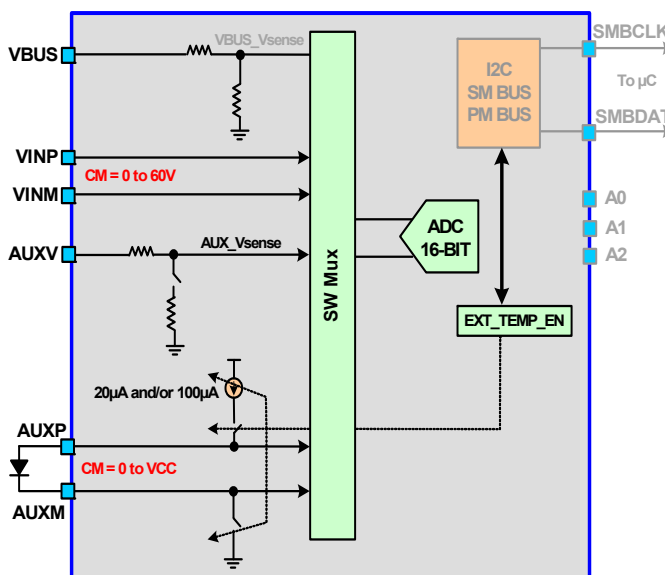 VBUS
VBUS_Vsense
SMBCLK
I2C
SM BUS
PM BUS
To µC
SMBDAT
VINP
CM = 0 to 60V
VINM
A0
A1
A2
AUXV
AUX_Vsense
SW Mux
ADC
16-BIT
EXT_TEMP_EN
20µA and/or 100µA
AUXP
CM = 0 to VCC
AUXM